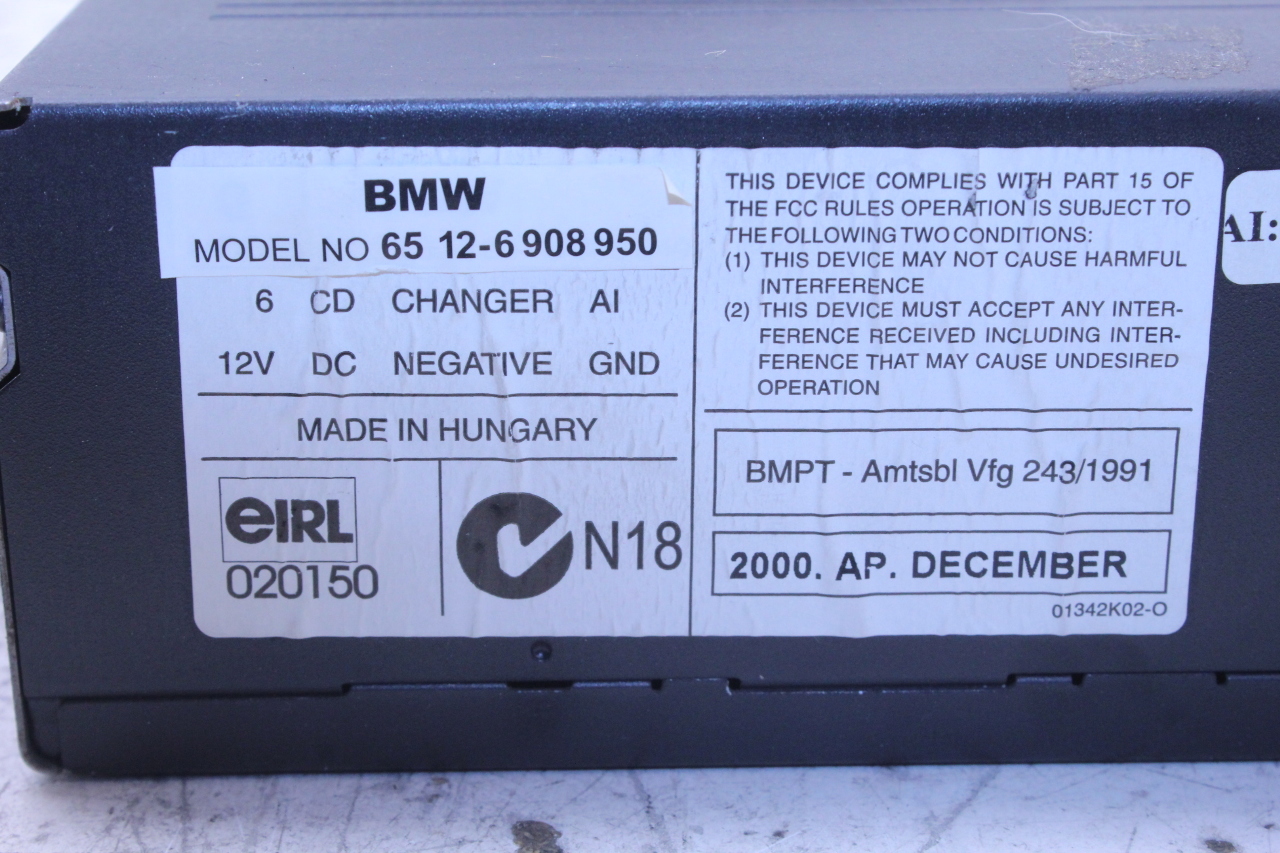 BMW
MODEL NO 65 12-6 908 950
6 CD CHANGER AI
12V DC NEGATIVE GND
MADE IN HUNGARY
eIRL
020150
N18
THIS DEVICE COMPLIES WITH PART 15 OF
THE FCC RULES OPERATION IS SUBJECT TO
THE FOLLOWING TWO CONDITIONS:
(1) THIS DEVICE MAY NOT CAUSE HARMFUL
INTERFERENCE
(2) THIS DEVICE MUST ACCEPT ANY INTER-
FERENCE RECEIVED INCLUDING INTER-
FERENCE THAT MAY CAUSE UNDESIRED
OPERATION
BMPT - Amtsbl Vfg 243/1991
2000. AP. DECEMBER
01342K02-O
AI: